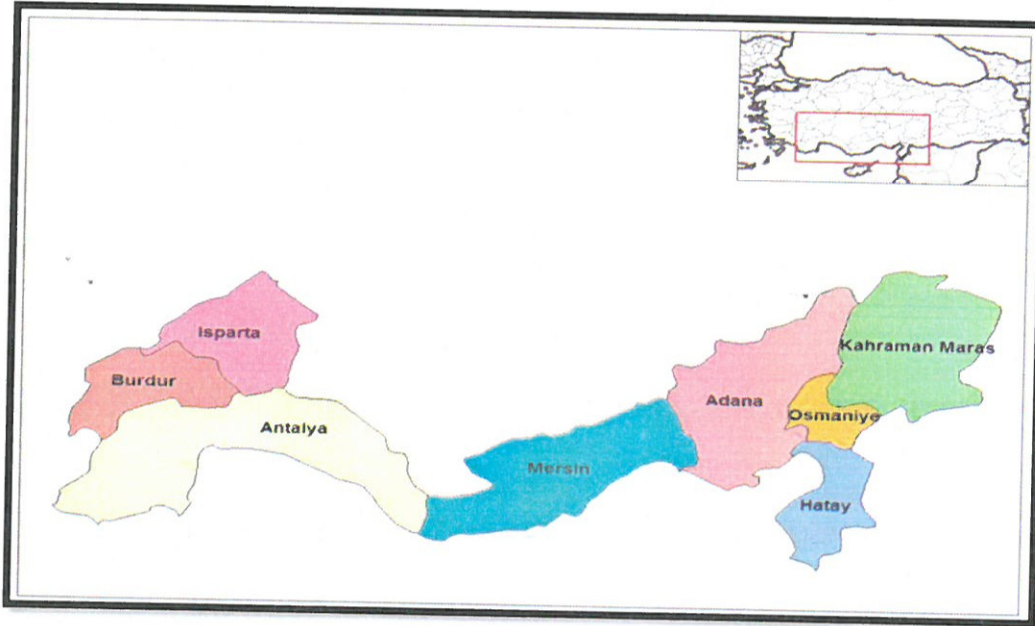 Isparta
Burdur
Antalya
Mersin
Adana
Kahraman Maras
Osmaniye
Hatay